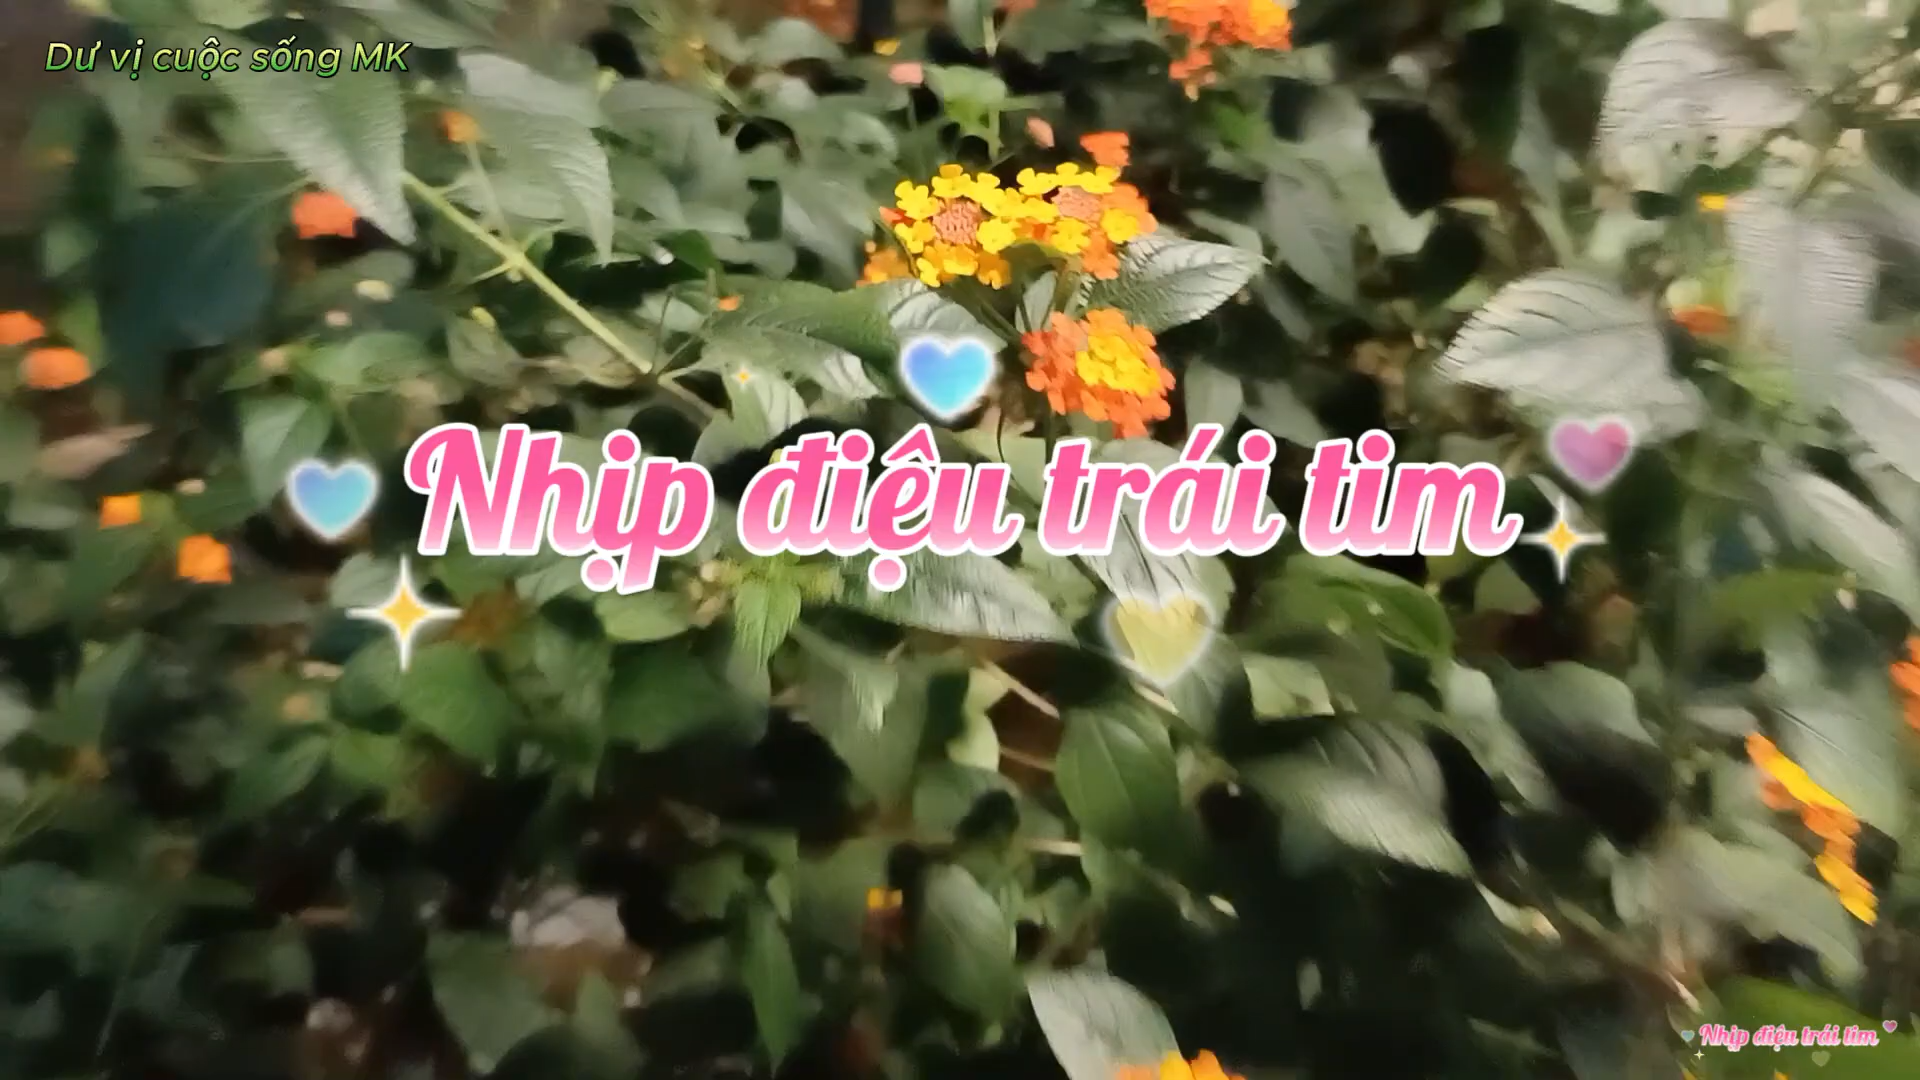 Dư vị cuộc sống MK
Nhịp điệu trái tim
Nhịp điệu trái tim